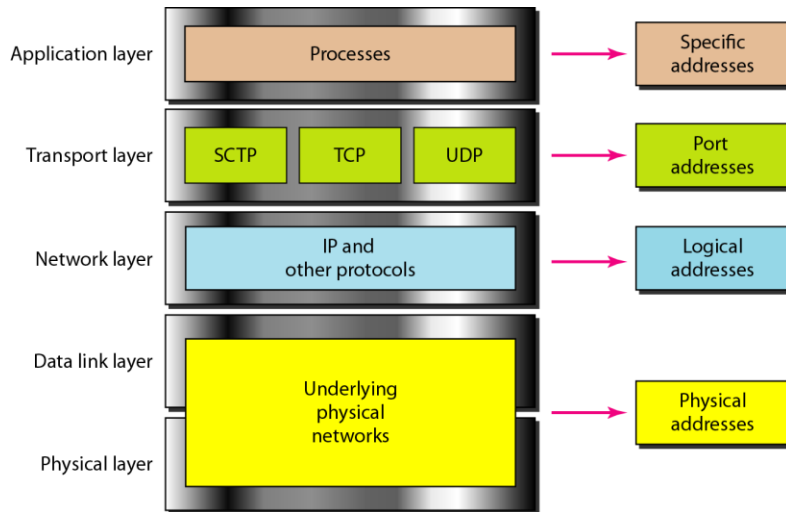 Application layer
Processes
Specific
addresses
Transport layer
SCTP
TCP
UDP
Port
addresses
Network layer
IP and
other protocols
Logical
addresses
Data link layer
Underlying
physical
networks
Physical
addresses
Physical layer